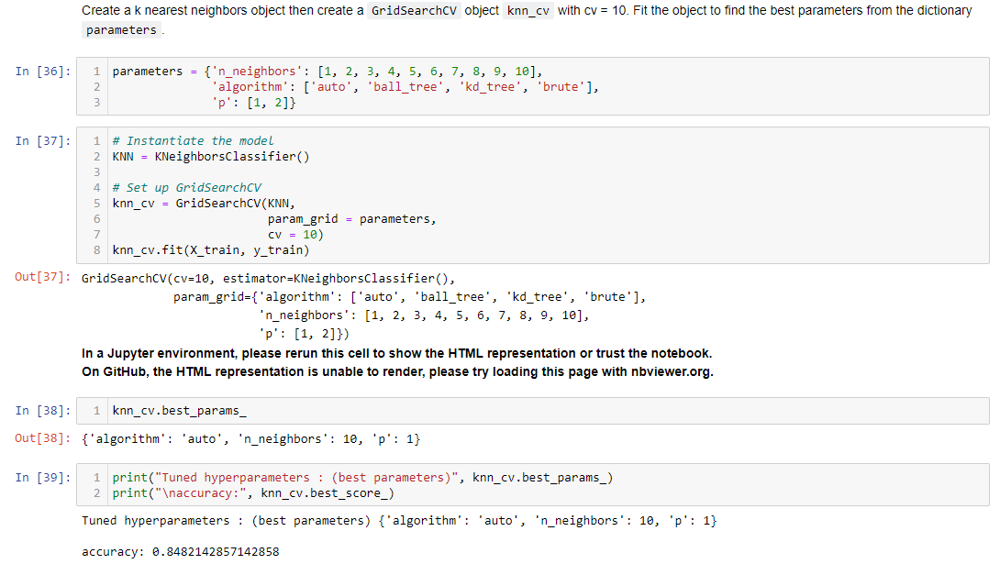 Create a k nearest neighbors object then create a GridSearchCV object knn_cv with cv = 10. Fit the object to find the best parameters from the dictionary
parameters .
In [36]:
1 parameters = {'n_neighbors': [1, 2, 3, 4, 5, 6, 7, 8, 9, 10],
2               'algorithm': ['auto', 'ball_tree', 'kd_tree', 'brute'],
3               'p': [1, 2]}
In [37]:
1 # Instantiate the model
2 KNN = KNeighborsClassifier()
3
4 # Set up GridSearchCV
5 knn_cv = GridSearchCV(KNN,
6                       param_grid = parameters,
7                       cv = 10)
8 knn_cv.fit(X_train, y_train)
Out[37]: GridSearchCV(cv=10, estimator=KNeighborsClassifier(),
             param_grid={'algorithm': ['auto', 'ball_tree', 'kd_tree', 'brute'],
                         'n_neighbors': [1, 2, 3, 4, 5, 6, 7, 8, 9, 10],
                         'p': [1, 2]})
In a Jupyter environment, please rerun this cell to show the HTML representation or trust the notebook.
On GitHub, the HTML representation is unable to render, please try loading this page with nbviewer.org.
In [38]:
1 knn_cv.best_params_
Out[38]: {'algorithm': 'auto', 'n_neighbors': 10, 'p': 1}
In [39]:
1 print("Tuned hyperparameters : (best parameters)", knn_cv.best_params_)
2 print("\naccuracy:", knn_cv.best_score_)
Tuned hyperparameters : (best parameters) {'algorithm': 'auto', 'n_neighbors': 10, 'p': 1}
accuracy: 0.8482142857142858